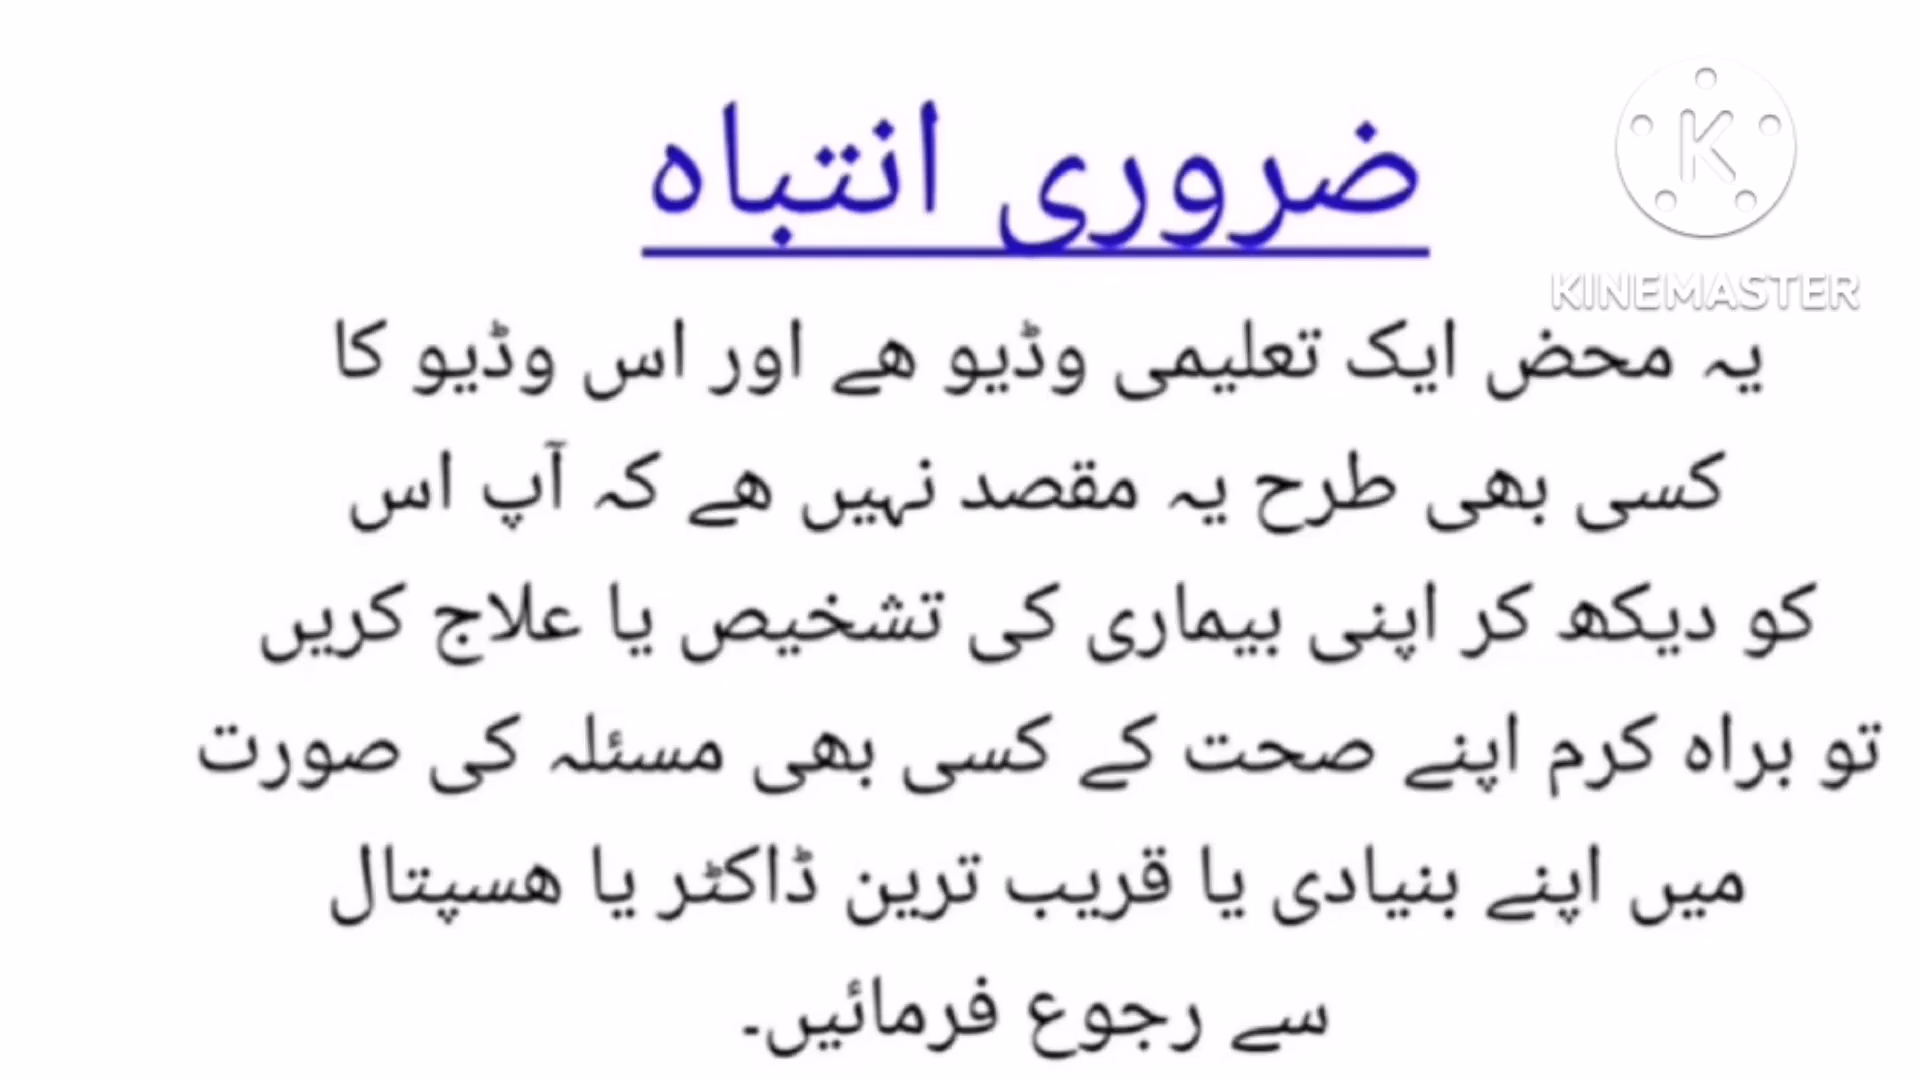 ضروری انتباہ
KINEMASTER
یہ محض ایک تعلیمی وڈیو ھے اور اس وڈیو کا
کسی بھی طرح یہ مقصد نہیں ھے کہ آپ اس
کو دیکھ کر اپنی بیماری کی تشخیص یا علاج کریں
تو براہ کرم اپنے صحت کے کسی بھی مسئلہ کی صورت
میں اپنے بنیادی یا قریب ترین ڈاکٹر یا ھسپتال
سے رجوع فرمائیں۔